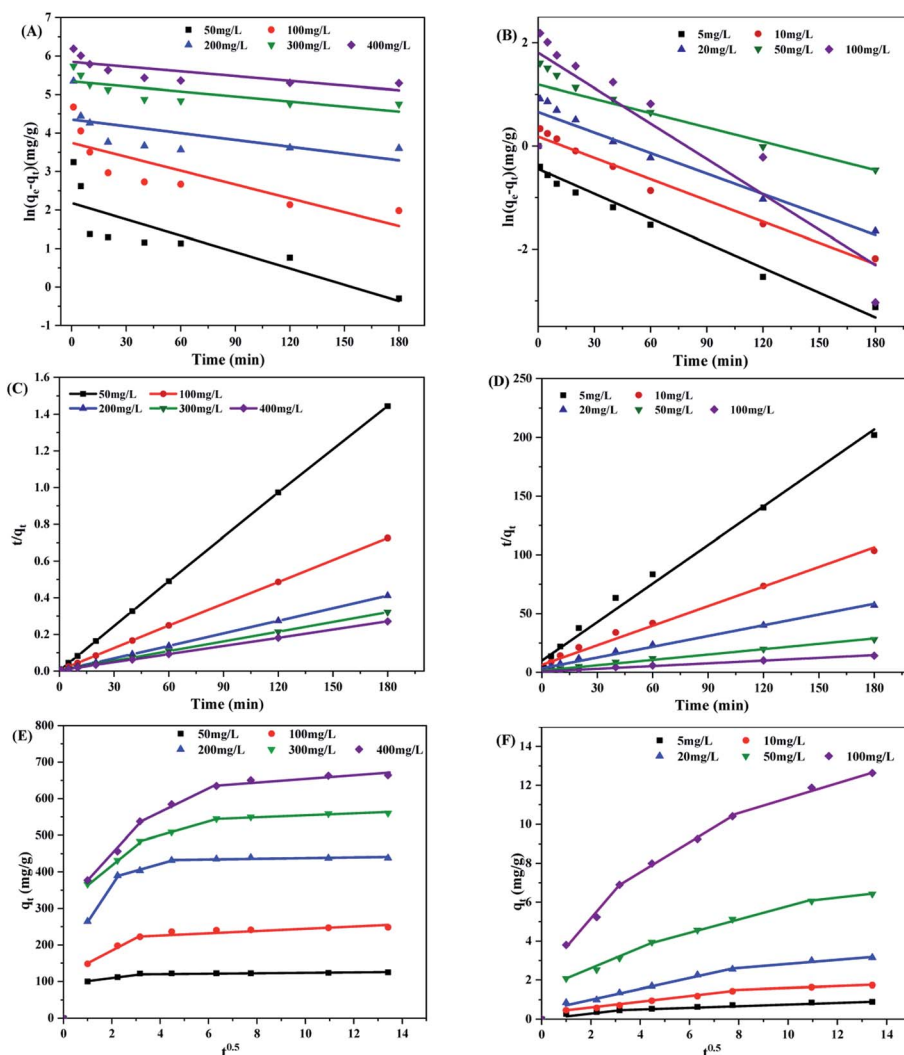 (A)
50mg/L 100mg/L
200mg/L 300mg/L 400mg/L
ln(qe-qt)(mg/g)
6
5
4
3
2
1
0
-1
0 30 60 90 120 150 180
Time (min)
(B)
5mg/L 10mg/L
20mg/L 50mg/L 100mg/L
ln(qe-qt)(mg/g)
2
0
-2
0 30 60 90 120 150 180
Time (min)
(C)
50mg/L 100mg/L
200mg/L 300mg/L 400mg/L
t/qt
1.6
1.4
1.2
1.0
0.8
0.6
0.4
0.2
0.0
0 30 60 90 120 150 180
Time (min)
(D)
5mg/L 10mg/L
20mg/L 50mg/L 100mg/L
t/qt
250
200
150
100
50
0
0 30 60 90 120 150 180
Time (min)
(E)
50mg/L 100mg/L
200mg/L 300mg/L 400mg/L
qt (mg/g)
800
700
600
500
400
300
200
100
0
0 2 4 6 8 10 12 14
t0.5
(F)
5mg/L 10mg/L
20mg/L 50mg/L 100mg/L
qt (mg/g)
14
12
10
8
6
4
2
0
0 2 4 6 8 10 12 14
t0.5